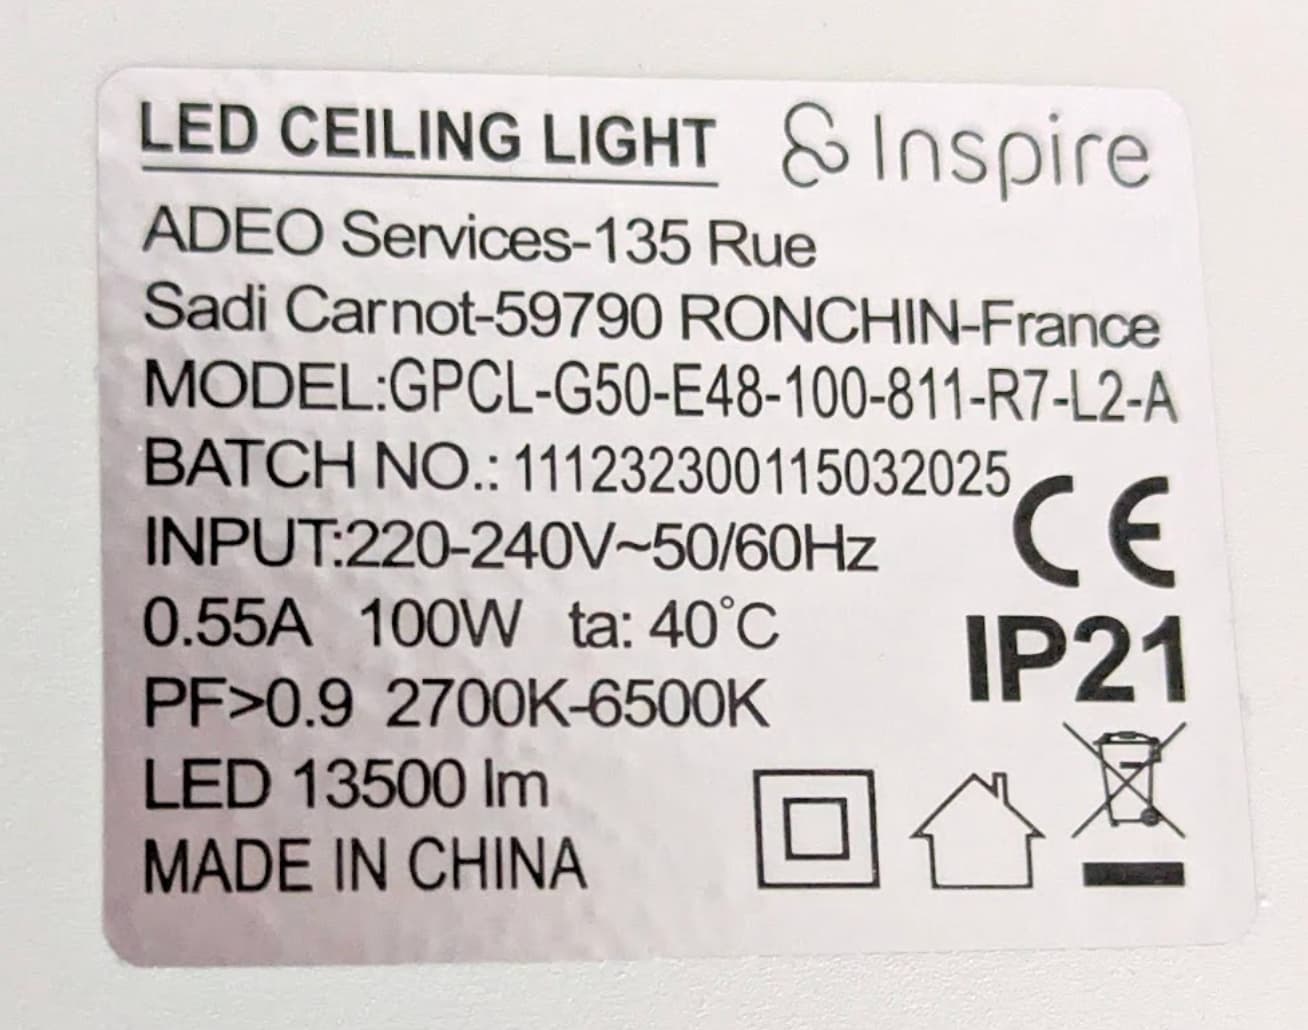 LED CEILING LIGHT Inspire
ADEO Services-135 Rue
Sadi Carnot-59790 RONCHIN-France
MODEL:GPCL-G50-E48-100-811-R7-L2-A
BATCH NO.: 111232300115032025
INPUT:220-240V~50/60Hz
0.55A 100W ta: 40°C
PF>0.9 2700K-6500K
LED 13500 lm
MADE IN CHINA
CE
IP21